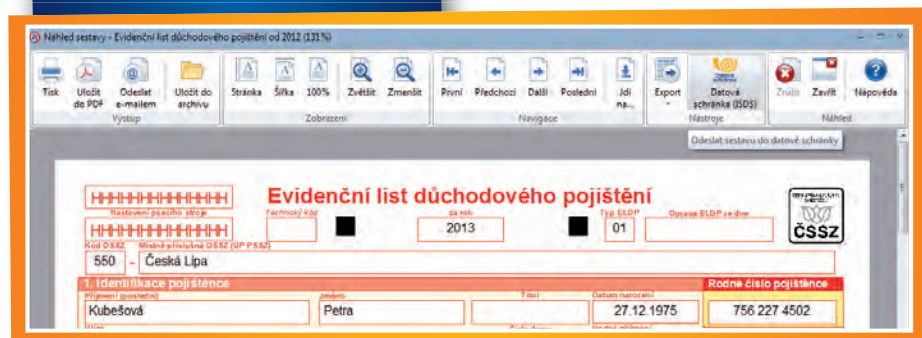 Náhled sestavy - Evidenční list důchodového pojištění od 2012 (131%)
Tisk Uložit do PDF Odeslat e-mailem Uložit do archivu Stránka Šířka 100% Zvětšit Zmenšit První Předchozí Další Poslední Jdi na... Export Datová schránka (ISDS) Zrušit Zavřít Nápověda
Výstup Zobrazení Navigace Nástroje Náhled
Odeslat sestavu do datové schránky
HHHHHHHHHHHHH Evidenční list důchodového pojištění
Nastavení psacího stroje Technický kód za rok Typ ELDP Oprava ELDP ze dne
HHHHHHHHHHHHH 2013 01 ČSSZ
Kód OSSZ Místně příslušná OSSZ (ÚP PSSZ)
550 - Česká Lípa
1. Identifikace pojištěnce Rodné číslo pojištěnce
Příjmení (poslední) Jméno Titul Datum narození
Kubešová Petra 27.12.1975 756 227 4502